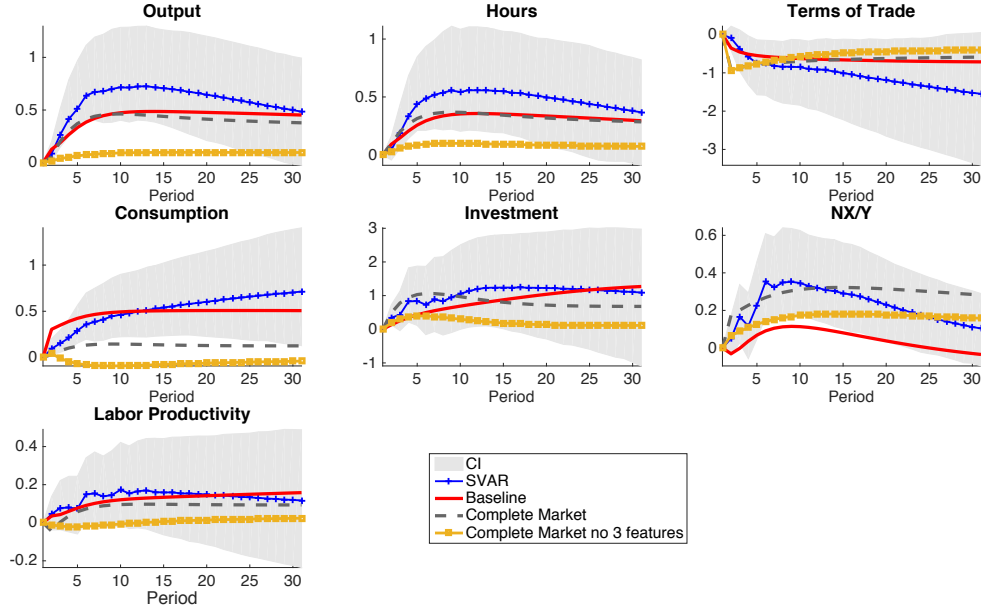 Output
1
0.5
0
5 10 15 20 25 30
Period
Hours
1
0.5
0
5 10 15 20 25 30
Period
Terms of Trade
0
-1
-2
-3
5 10 15 20 25 30
Period
Consumption
1
0.5
0
5 10 15 20 25 30
Period
Investment
3
2
1
0
-1
5 10 15 20 25 30
Period
NX/Y
0.6
0.4
0.2
0
5 10 15 20 25 30
Period
Labor Productivity
0.4
0.2
0
-0.2
5 10 15 20 25 30
Period
CI
SVAR
Baseline
Complete Market
Complete Market no 3 features